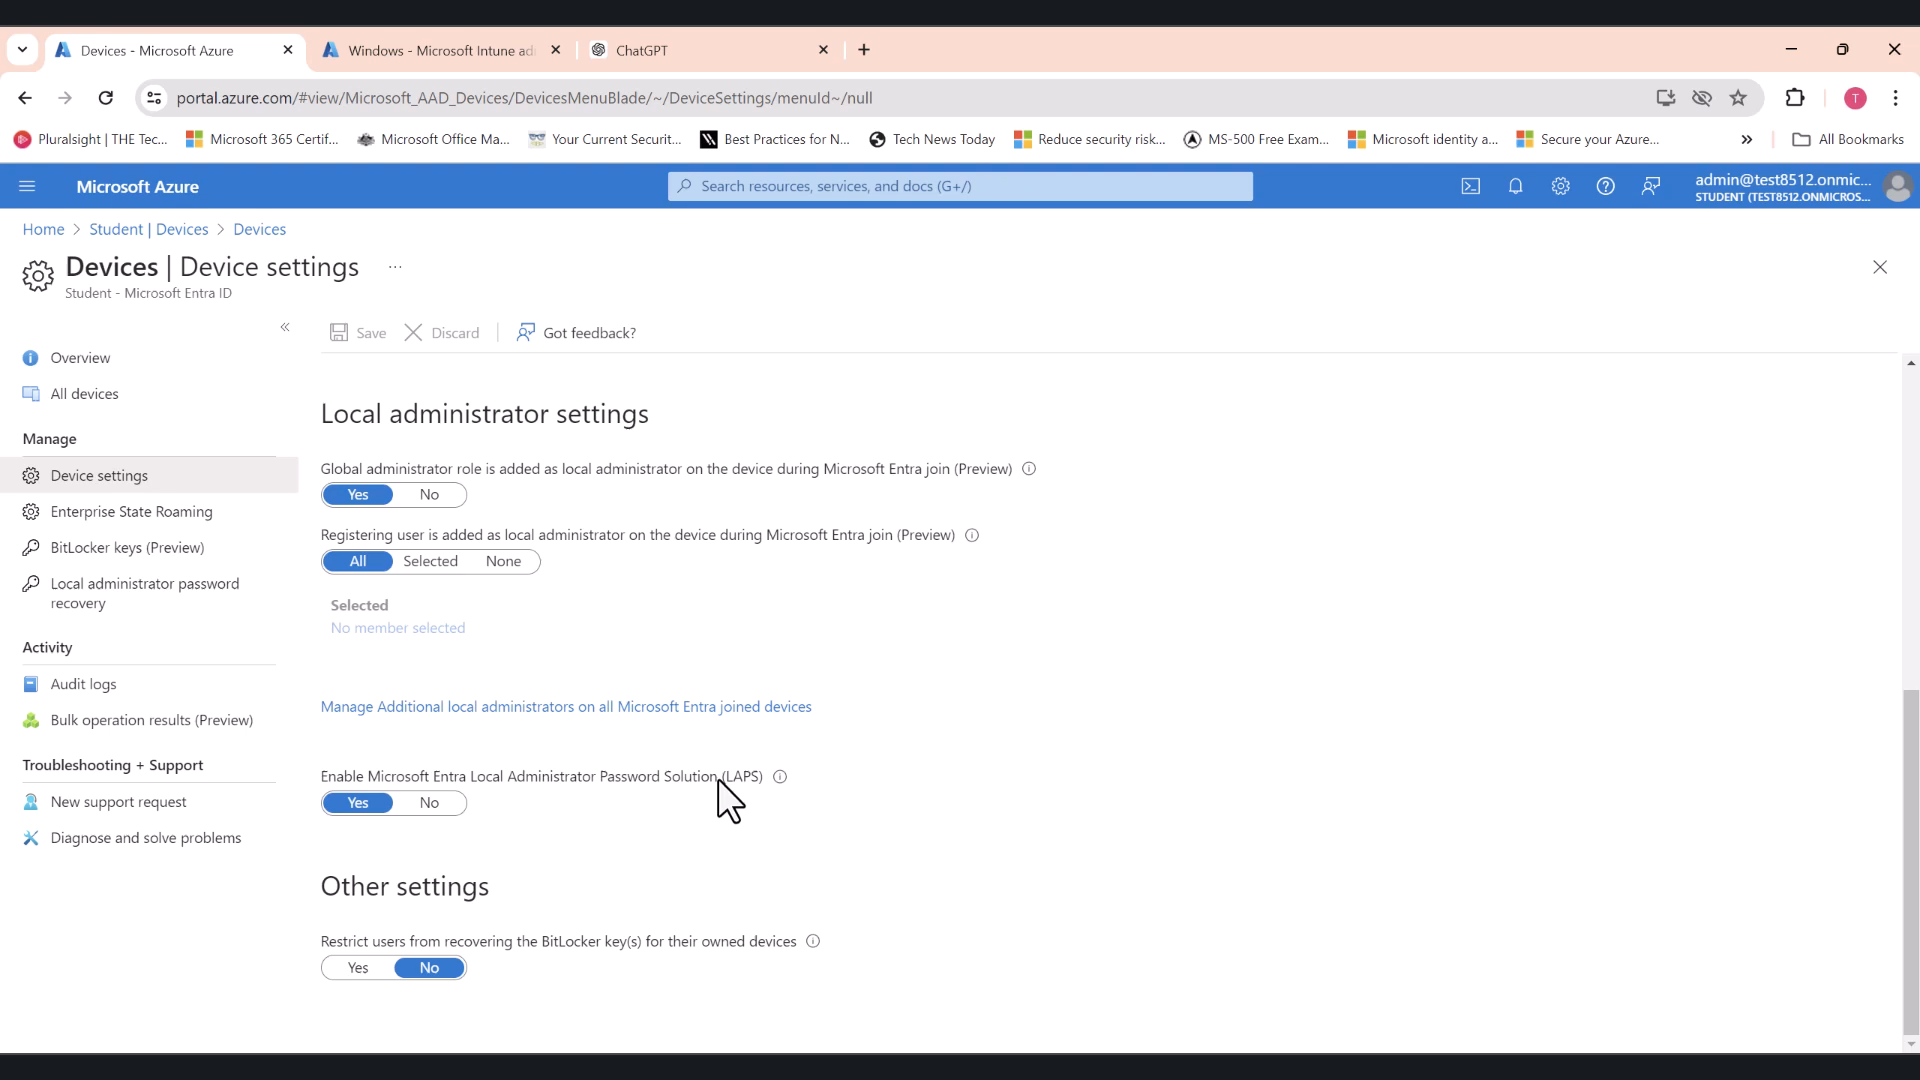 Devices - Microsoft Azure
Windows - Microsoft Intune ad
ChatGPT
portal.azure.com/#view/Microsoft_AAD_Devices/DevicesMenuBlade/~/DeviceSettings/menuId~/null
Pluralsight | THE Tec...
Microsoft 365 Certif...
Microsoft Office Ma...
Your Current Securit...
Best Practices for N...
Tech News Today
Reduce security risk...
MS-500 Free Exam...
Microsoft identity a...
Secure your Azure...
»
All Bookmarks
T
Microsoft Azure
Search resources, services, and docs (G+/)
admin@test8512.onmic...
STUDENT (TEST8512.ONMICROS...
Home > Student | Devices > Devices
Devices | Device settings ...
Student - Microsoft Entra ID
«
Save
Discard
Got feedback?
Overview
All devices
Manage
Device settings
Enterprise State Roaming
BitLocker keys (Preview)
Local administrator password
recovery
Activity
Audit logs
Bulk operation results (Preview)
Troubleshooting + Support
New support request
Diagnose and solve problems
Local administrator settings
Global administrator role is added as local administrator on the device during Microsoft Entra join (Preview)
Yes No
Registering user is added as local administrator on the device during Microsoft Entra join (Preview)
All Selected None
Selected
No member selected
Manage Additional local administrators on all Microsoft Entra joined devices
Enable Microsoft Entra Local Administrator Password Solution (LAPS)
Yes No
Other settings
Restrict users from recovering the BitLocker key(s) for their owned devices
Yes No